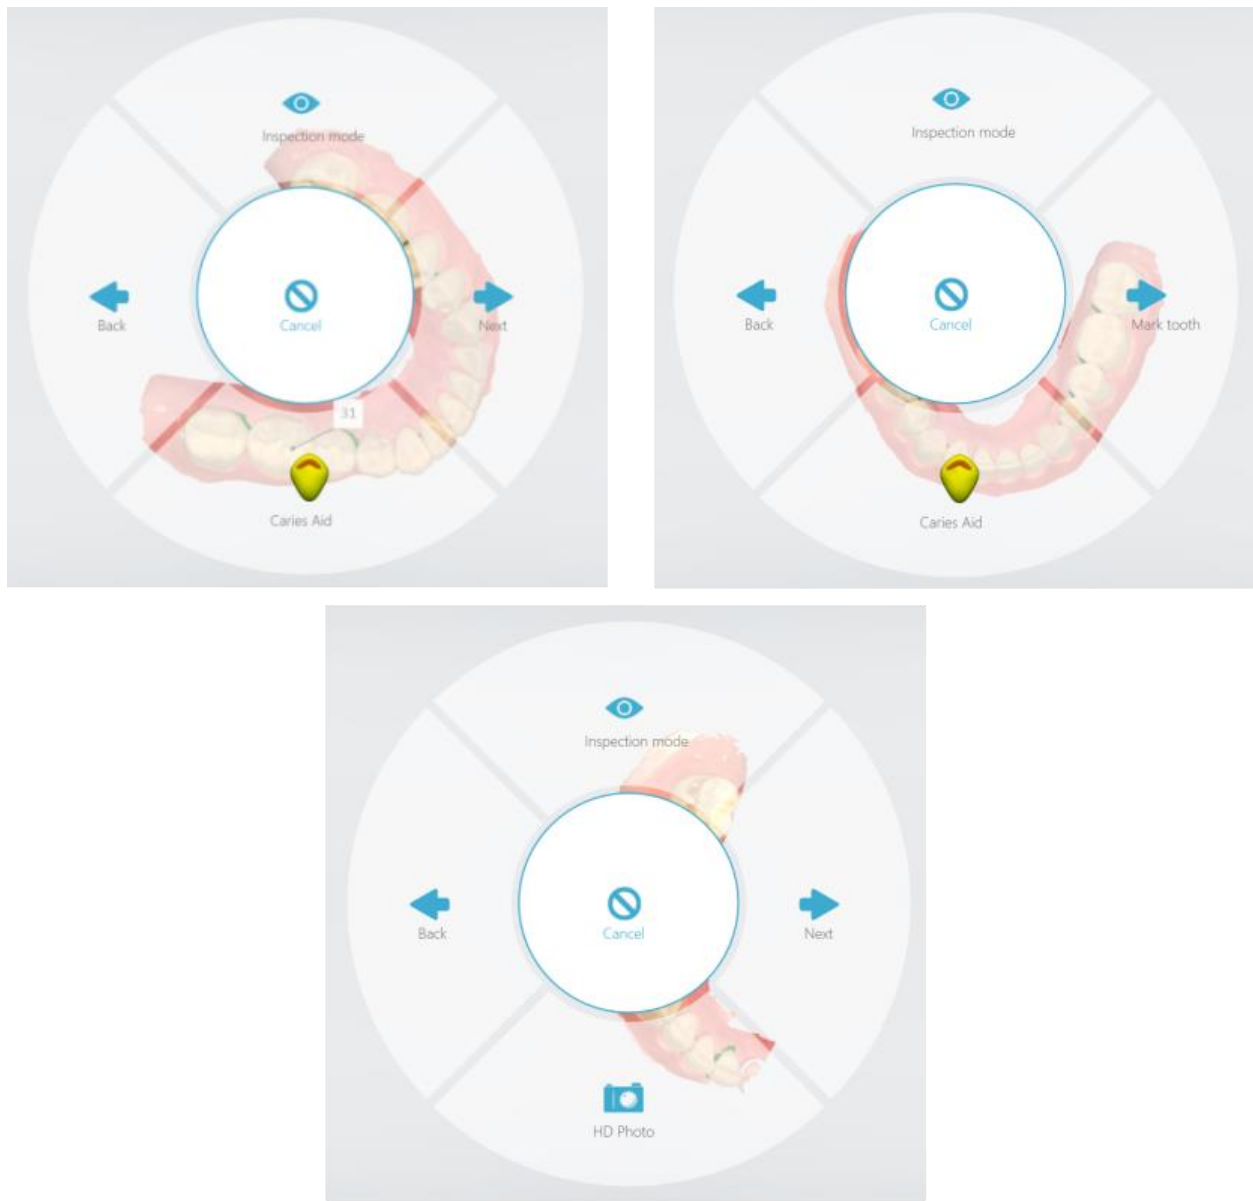 Inspection mode
Back
Cancel
Next
31
Caries Aid
Inspection mode
Back
Cancel
Mark tooth
Caries Aid
Inspection mode
Back
Cancel
Next
HD Photo